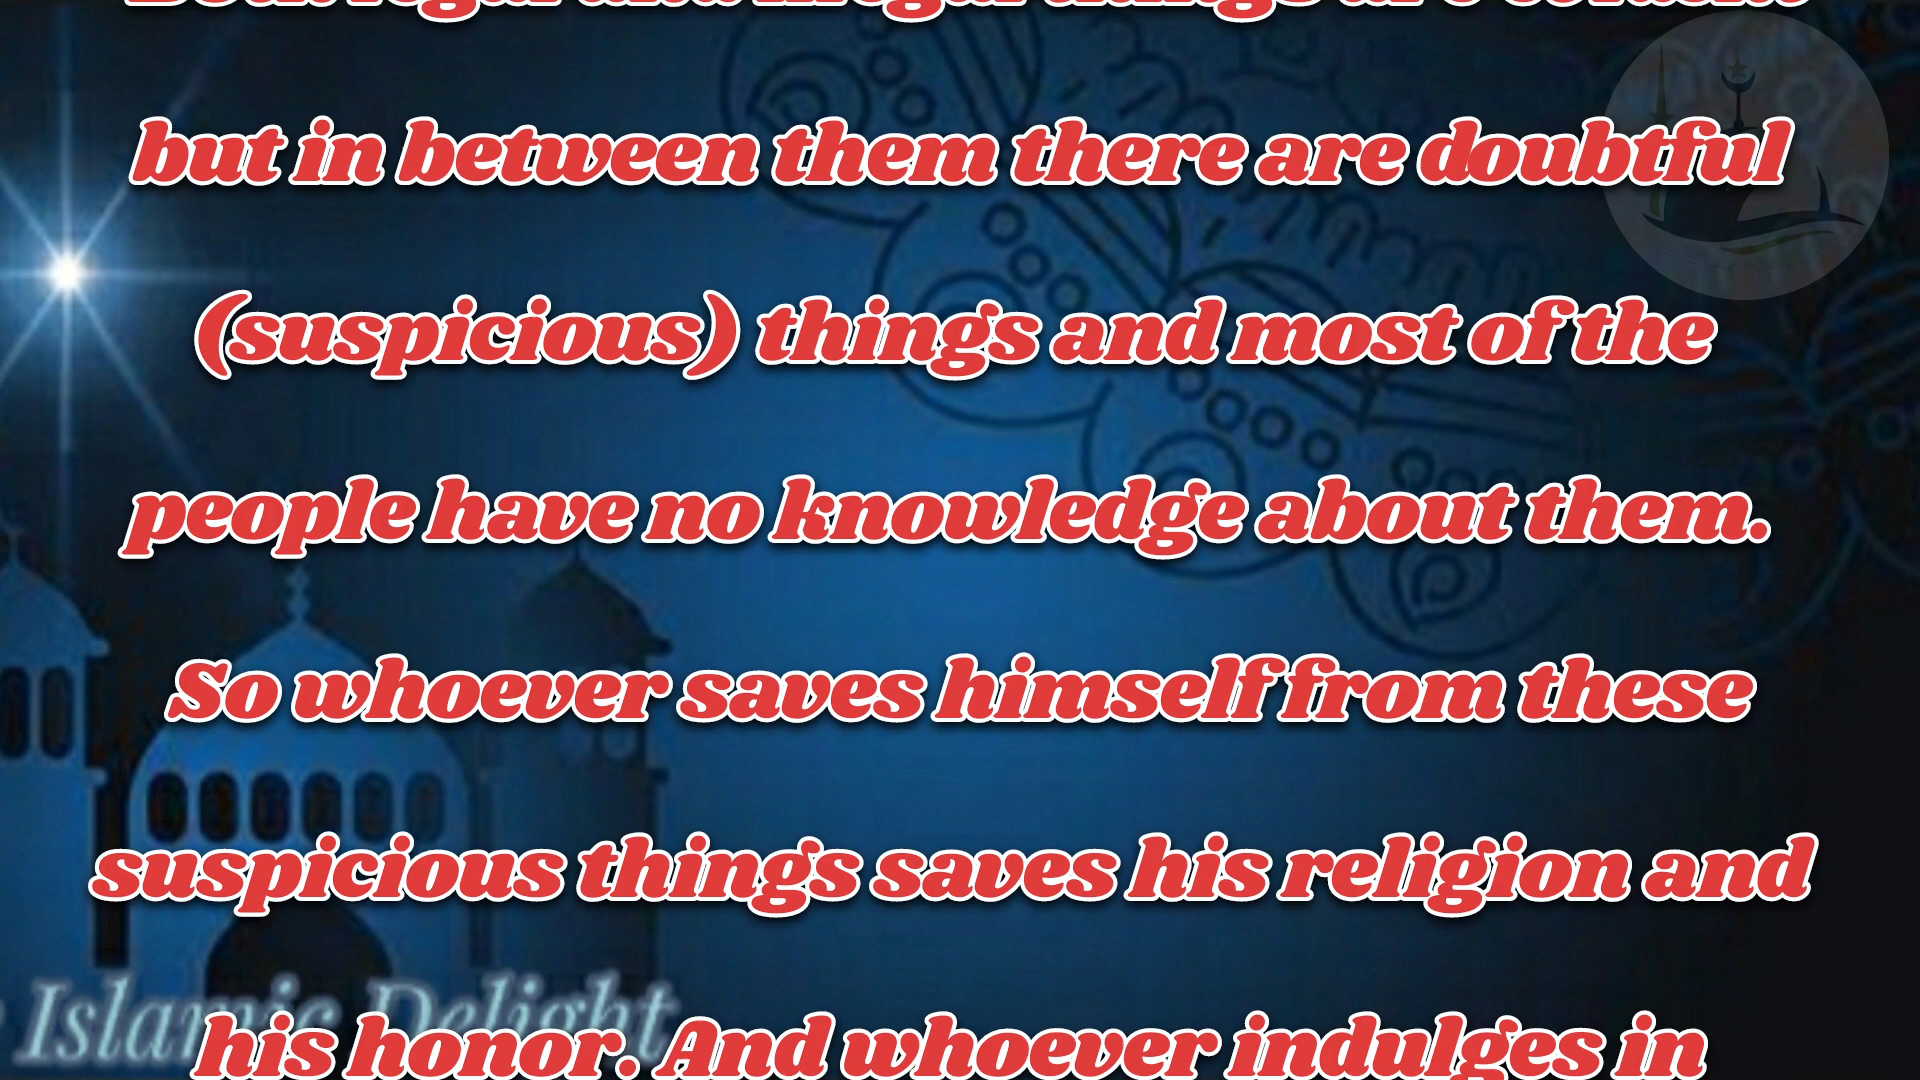 Both legal and illegal things are evident
but in between them there are doubtful
(suspicious) things and most of the
people have no knowledge about them.
So whoever saves himself from these
suspicious things saves his religion and
Islamic Delight
his honor. And whoever indulges in